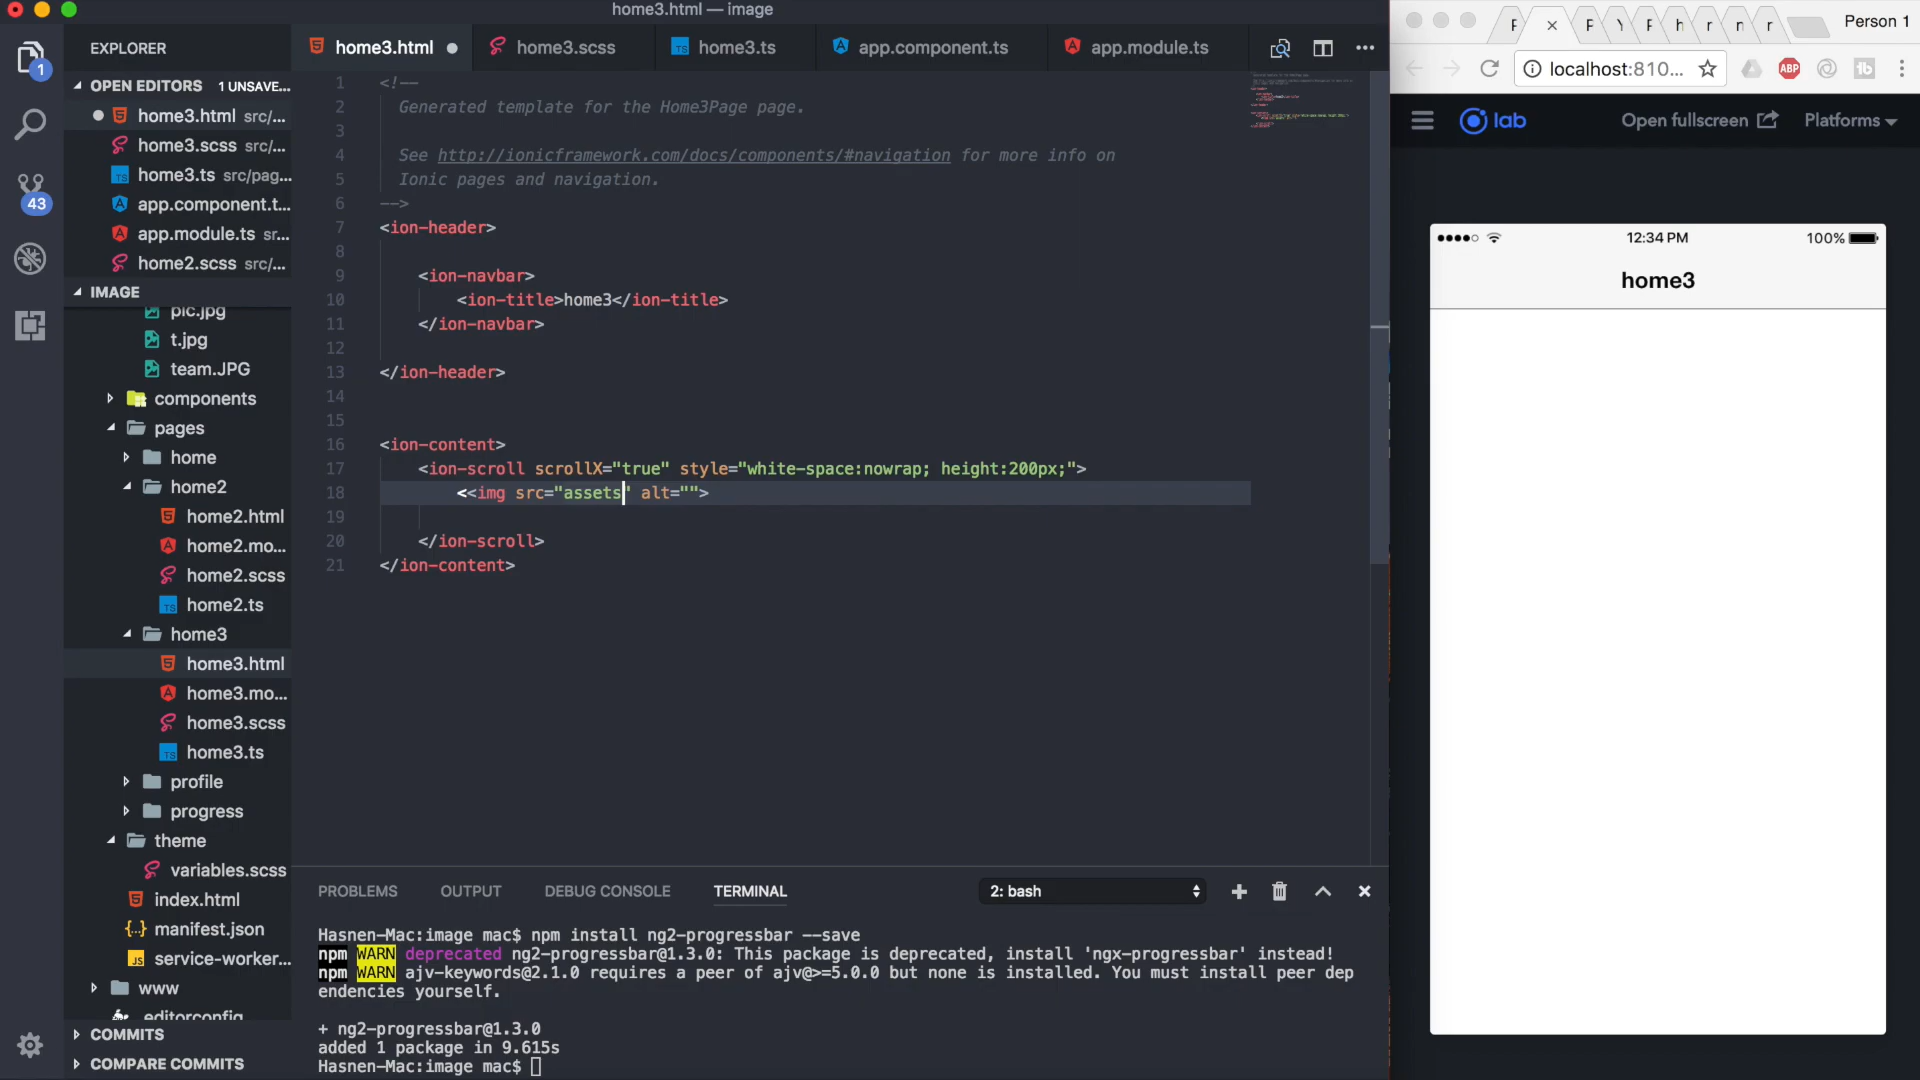 home3.html — image
EXPLORER
OPEN EDITORS 1 UNSAVE...
home3.html src/...
home3.scss src/...
home3.ts src/pag...
app.component.t...
app.module.ts sr...
home2.scss src/...
IMAGE
pic.jpg
t.jpg
team.JPG
components
pages
home
home2
home2.html
home2.mo...
home2.scss
home2.ts
home3
home3.html
home3.mo...
home3.scss
home3.ts
profile
progress
theme
variables.scss
index.html
manifest.json
service-worker...
www
.editorconfig
COMMITS
COMPARE COMMITS
1
43
home3.html
home3.scss
home3.ts
app.component.ts
app.module.ts
1 <!--
2 Generated template for the Home3Page page.
3
4 See http://ionicframework.com/docs/components/#navigation for more info on
5 Ionic pages and navigation.
6 -->
7 <ion-header>
8
9 <ion-navbar>
10 <ion-title>home3</ion-title>
11 </ion-navbar>
12
13 </ion-header>
14
15
16 <ion-content>
17 <ion-scroll scrollX="true" style="white-space:nowrap; height:200px;">
18 <<img src="assets" alt="">
19
20 </ion-scroll>
21 </ion-content>
PROBLEMS OUTPUT DEBUG CONSOLE TERMINAL 2: bash
Hasnen-Mac:image mac$ npm install ng2-progressbar --save
npm WARN deprecated ng2-progressbar@1.3.0: This package is deprecated, install 'ngx-progressbar' instead!
npm WARN ajv-keywords@2.1.0 requires a peer of ajv@>=5.0.0 but none is installed. You must install peer dep
endencies yourself.
+ ng2-progressbar@1.3.0
added 1 package in 9.615s
Hasnen-Mac:image mac$
Person 1
localhost:810...
ABP
lab
Open fullscreen
Platforms
12:34 PM
100%
home3